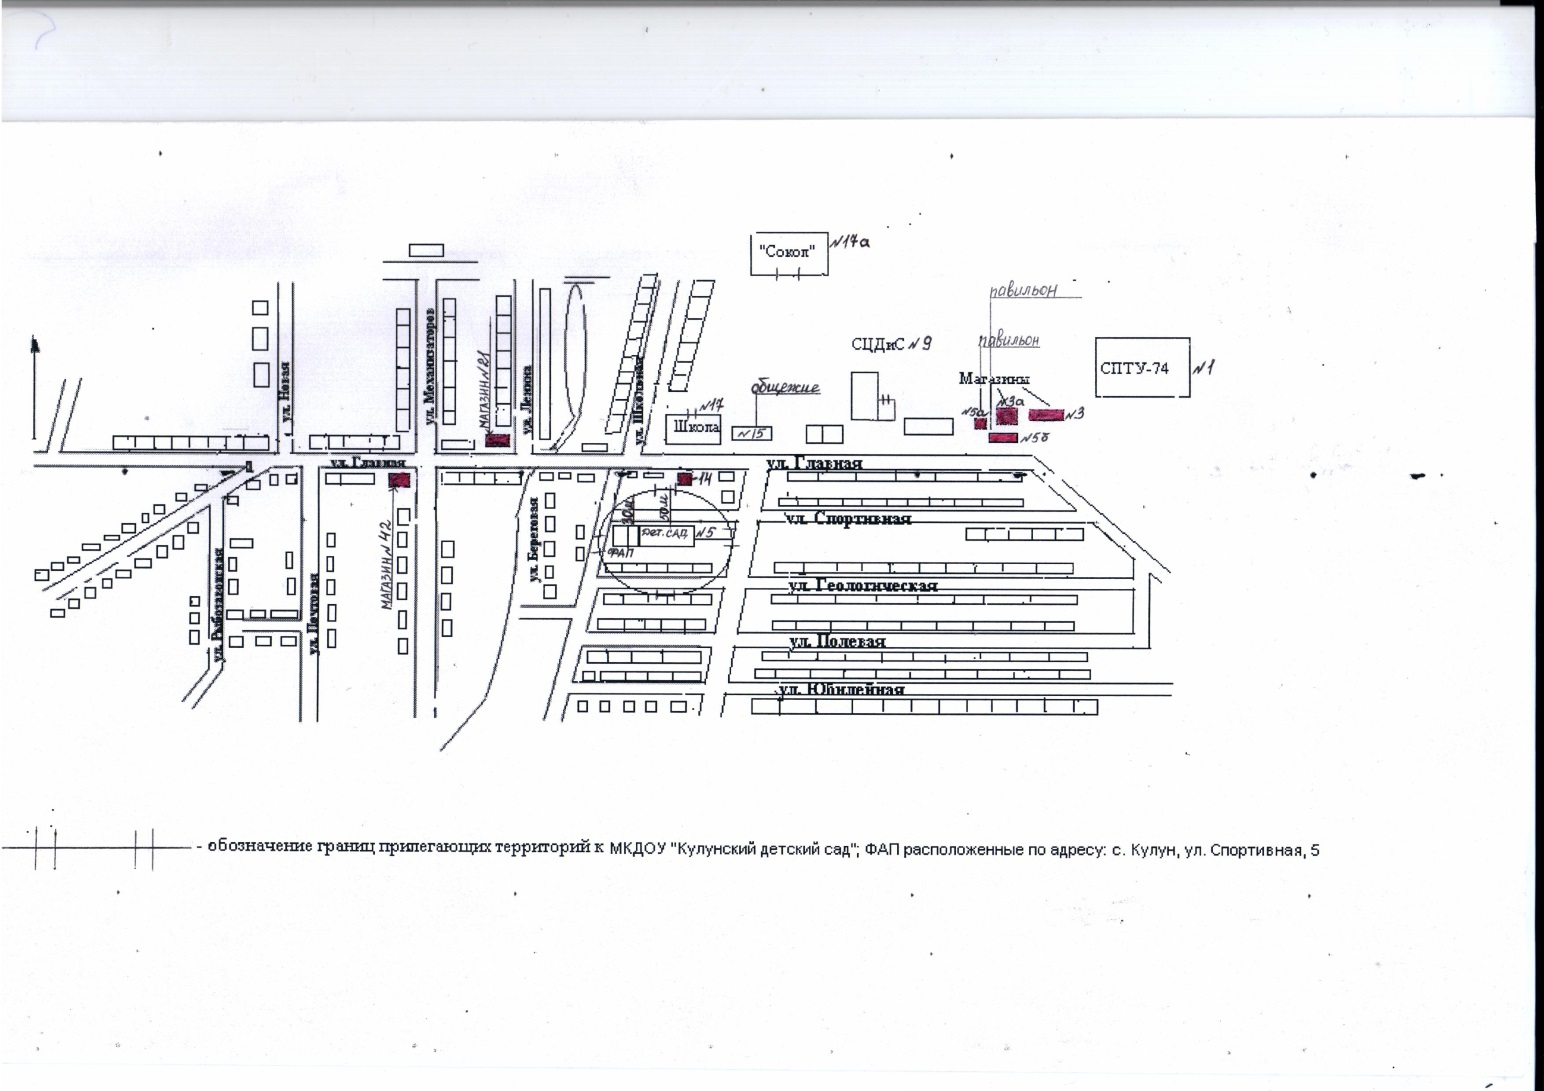 "Сокол" №17а
павильон
павильон
СЦДиС №9
СПТУ-74 №1
Магазины
общежие
№17
Школа
№15
№5а
№3а
№3
№5б
ул. Новая
ул. Механизаторов
МАГАЗИН №21
ул. Ленина
ул. Школьная
ул. Главная
ул. Главная
14
30м
50м
ул. Спортивная
дет. САД №5
ФАП
МАГАЗИН №42
ул. Береговая
ул. Почтовая
ул. Геологическая
ул. Полевая
ул. Юбилейная
- обозначение границ прилегающих территорий к МКДОУ "Кулунский детский сад"; ФАП расположенные по адресу: с. Кулун, ул. Спортивная, 5